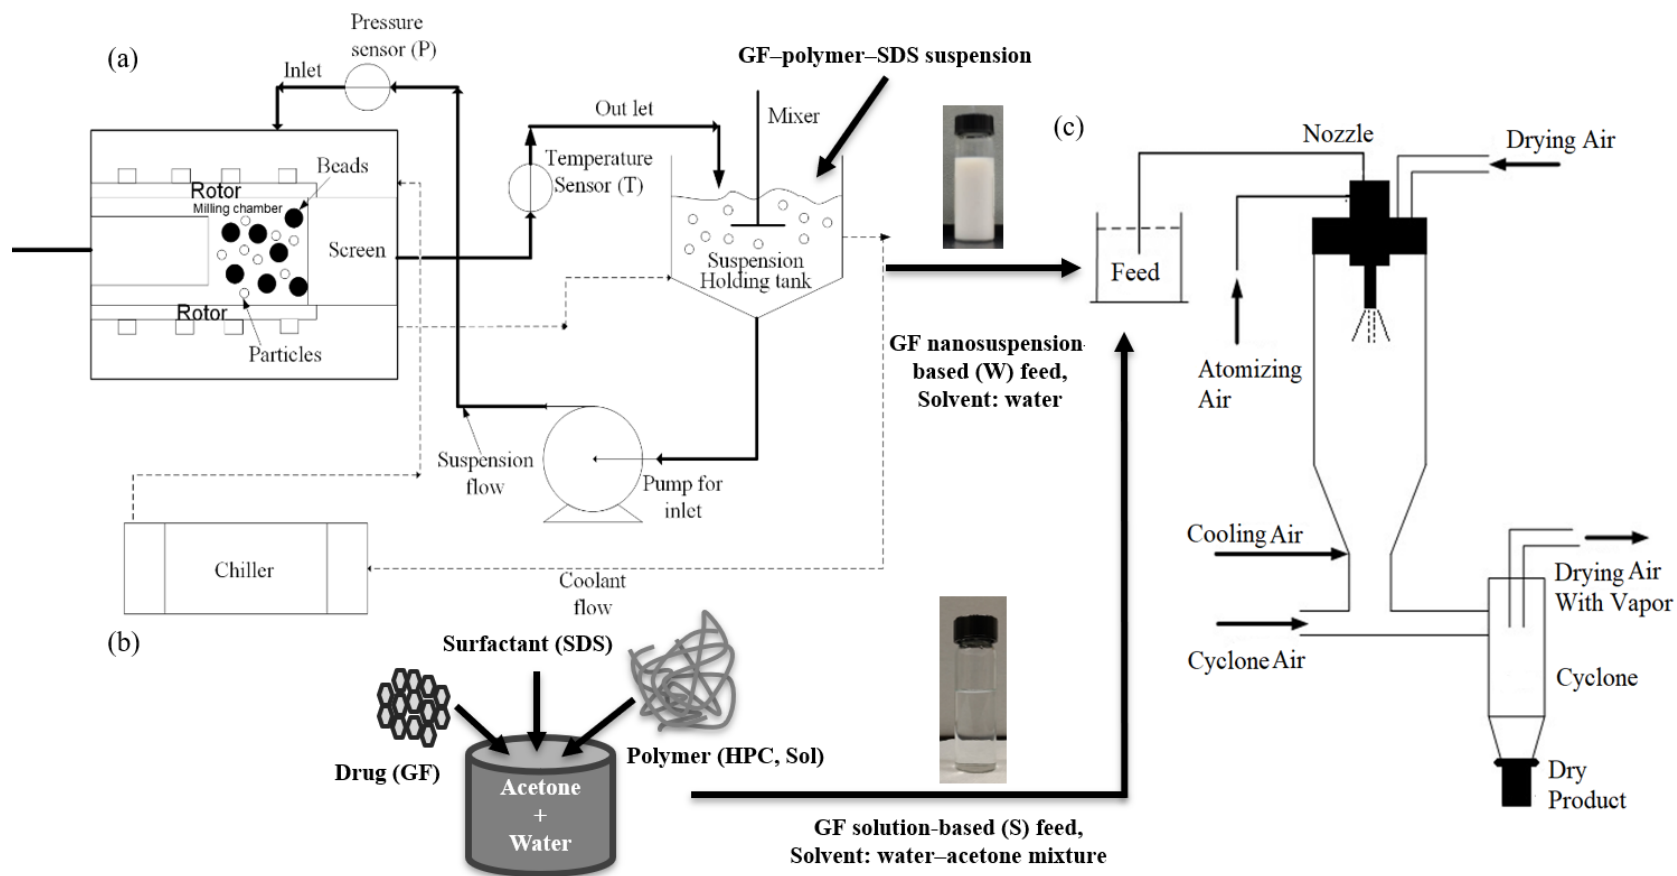 (a)
Pressure
sensor (P)
Inlet
Beads
Rotor
Milling chamber
Screen
Rotor
Particles
Out let
Temperature
Sensor (T)
Mixer
GF–polymer–SDS suspension
Suspension
Holding tank
Suspension
flow
Pump for
inlet
Chiller
Coolant
flow
GF nanosuspension-
based (W) feed,
Solvent: water
(b)
Surfactant (SDS)
Drug (GF)
Polymer (HPC, Sol)
Acetone
+
Water
GF solution-based (S) feed,
Solvent: water–acetone mixture
(c)
Nozzle
Drying Air
Feed
Atomizing
Air
Cooling Air
Cyclone Air
Drying Air
With Vapor
Cyclone
Dry
Product